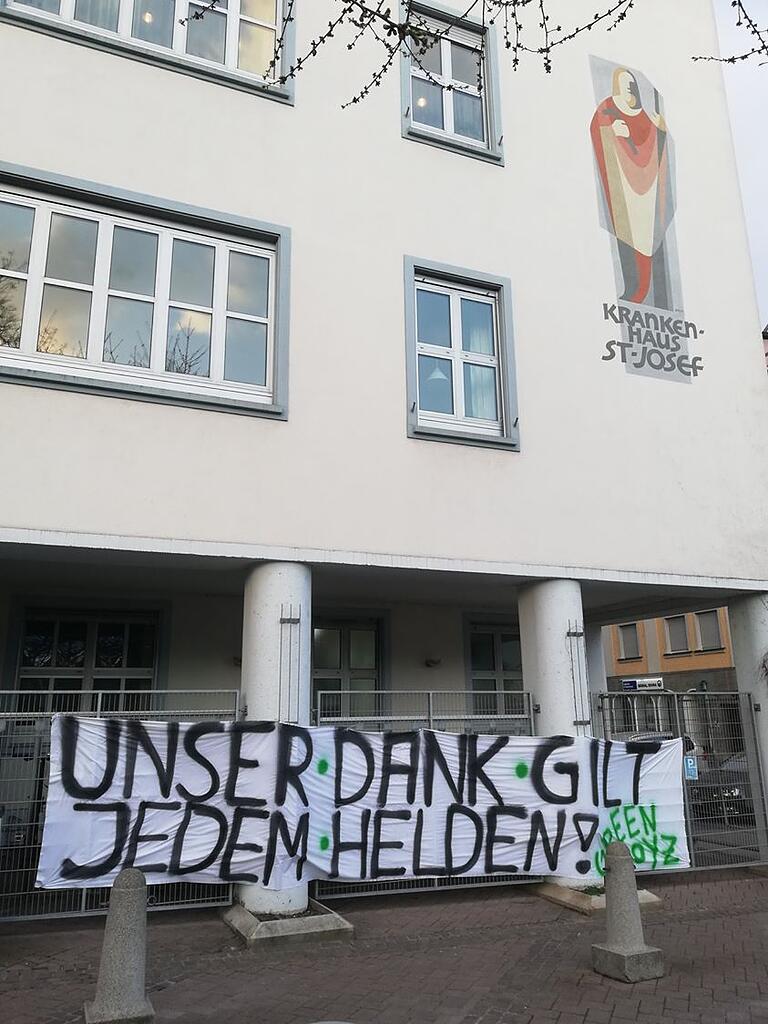 KRANKEN-
HAUS
ST-JOSEF
UNSER·DANK·GILT
JEDEM·HELDEN!
GREEN
BOYZ
P